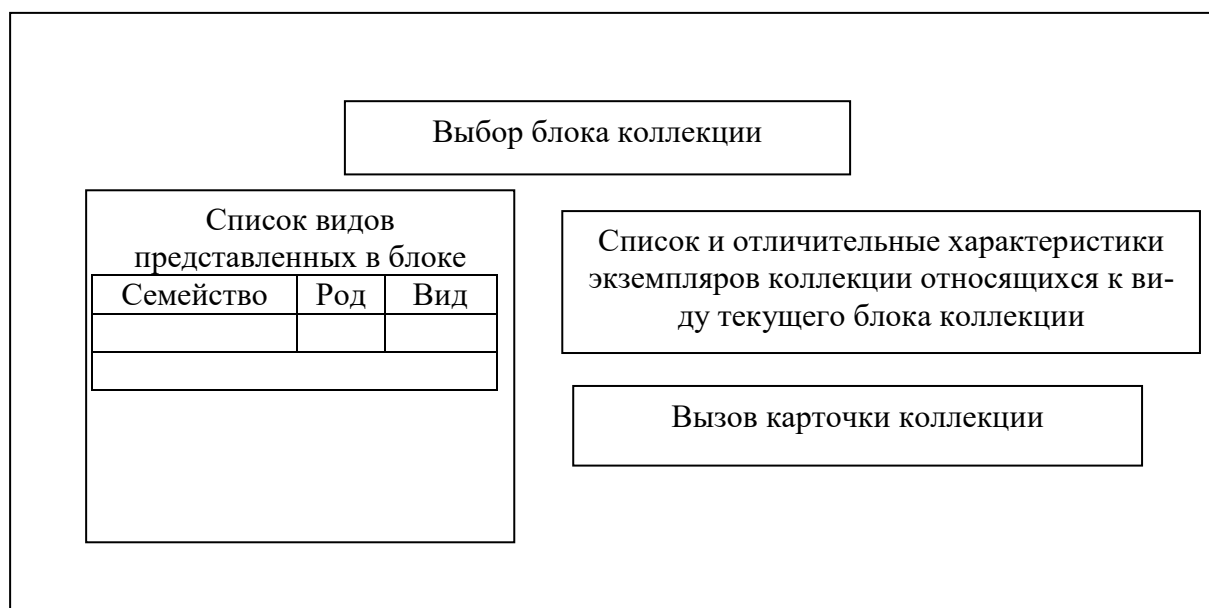 Выбор блока коллекции
Список видов
представленных в блоке
Семейство Род Вид
Список и отличительные характеристики
экземпляров коллекции относящихся к ви-
ду текущего блока коллекции
Вызов карточки коллекции